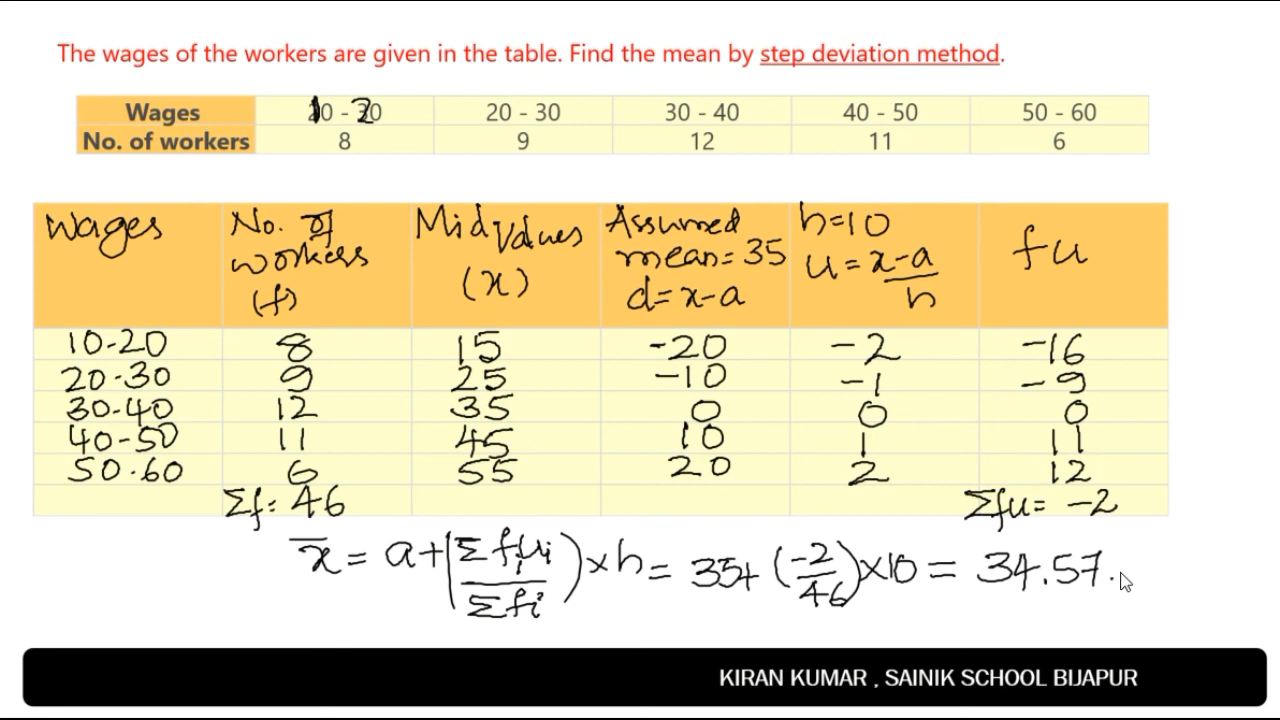 The wages of the workers are given in the table. Find the mean by step deviation method.
Wages 10 - 20 20 - 30 30 - 40 40 - 50 50 - 60
No. of workers 8 9 12 11 6
Wages No. of workers (f) Mid Values (x) Assumed mean = 35 d = x-a h=10 u = x-a/h fu
10-20 8 15 -20 -2 -16
20-30 9 25 -10 -1 -9
30-40 12 35 0 0 0
40-50 11 45 10 1 11
50-60 6 55 20 2 12
Σf= 46 Σfu= -2
x̄ = a+(Σfiui/Σfi)×h = 35+(-2/46)×10 = 34.57.
KIRAN KUMAR , SAINIK SCHOOL BIJAPUR